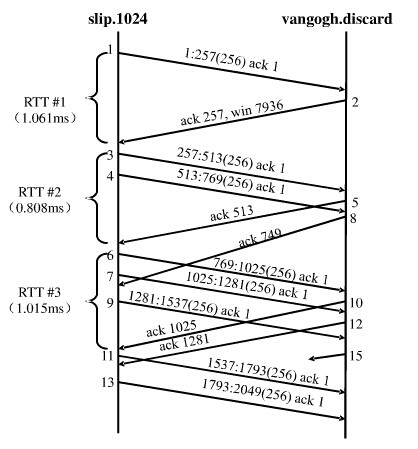 slip.1024
vangogh.discard
1
1:257(256) ack 1
RTT #1
(1.061ms)
2
ack 257, win 7936
3
257:513(256) ack 1
4
513:769(256) ack 1
RTT #2
(0.808ms)
5
ack 513
8
ack 749
6
769:1025(256) ack 1
7
1025:1281(256) ack 1
RTT #3
(1.015ms)
9
1281:1537(256) ack 1
10
ack 1025
12
ack 1281
11
1537:1793(256) ack 1
15
13
1793:2049(256) ack 1